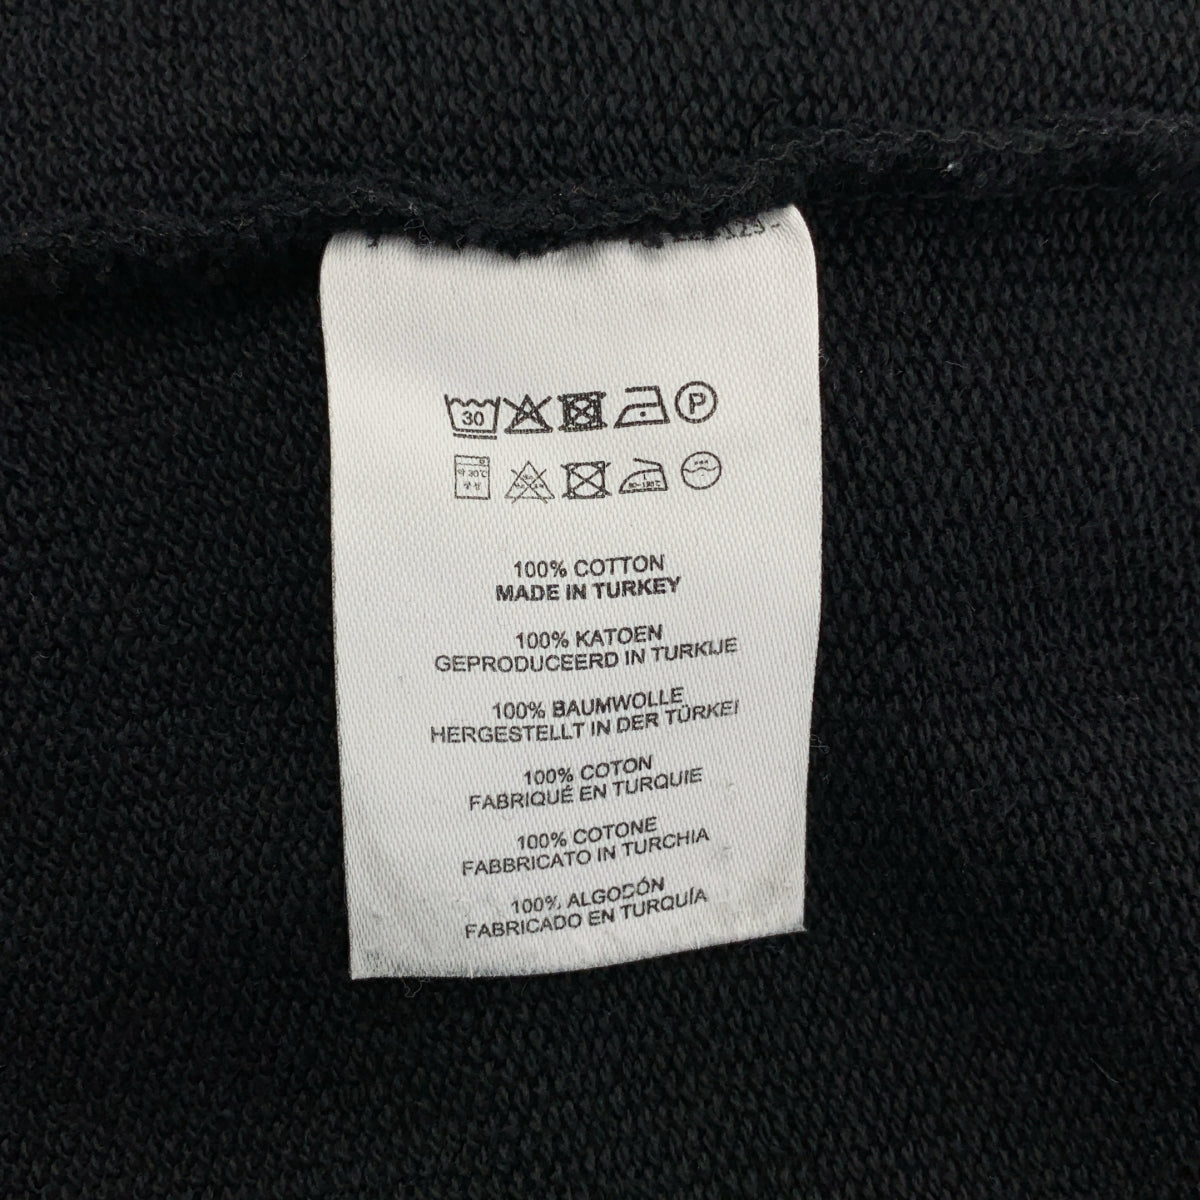 30 P
100% COTTON
MADE IN TURKEY
100% KATOEN
GEPRODUCEERD IN TURKIJE
100% BAUMWOLLE
HERGESTELLT IN DER TÜRKEI
100% COTON
FABRIQUÉ EN TURQUIE
100% COTONE
FABBRICATO IN TURCHIA
100% ALGODÓN
FABRICADO EN TURQUÍA